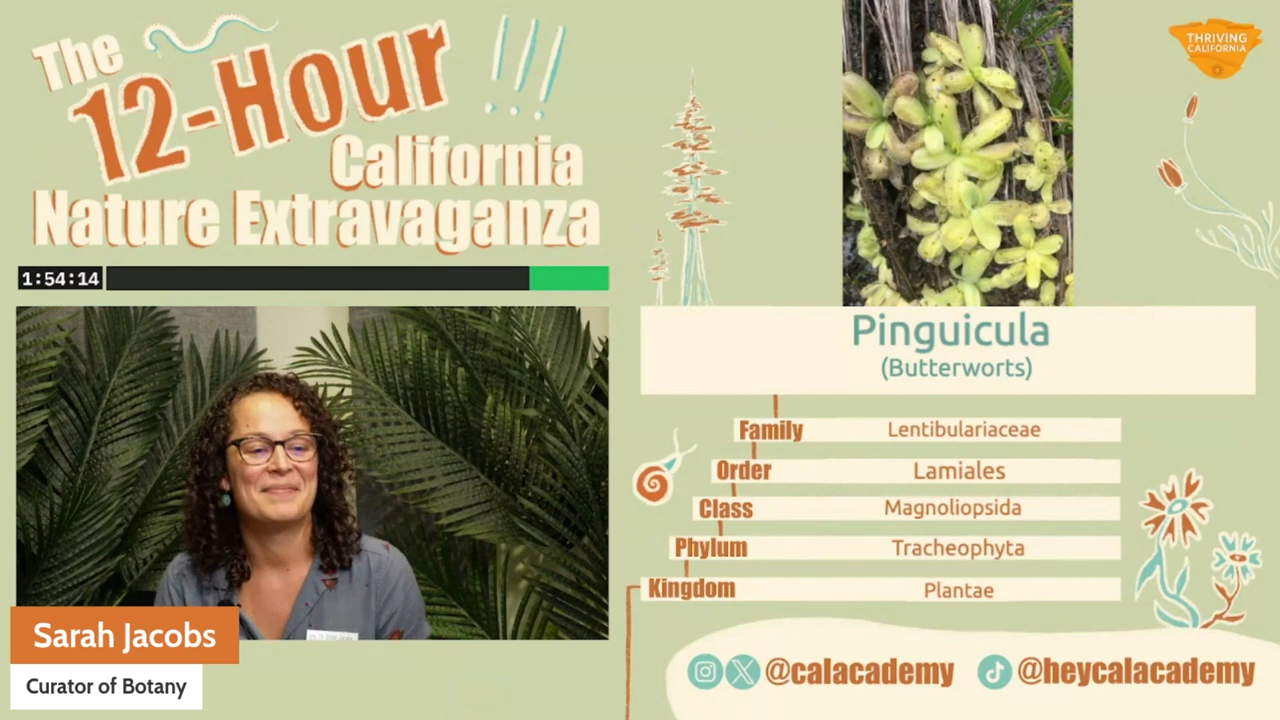 The
12-Hour !!!
California
Nature Extravaganza
1:54:14
THRIVING
CALIFORNIA
Pinguicula
(Butterworts)
Family Lentibulariaceae
Order Lamiales
Class Magnoliopsida
Phylum Tracheophyta
Kingdom Plantae
Sarah Jacobs
Curator of Botany
@calacademy @heycalacademy